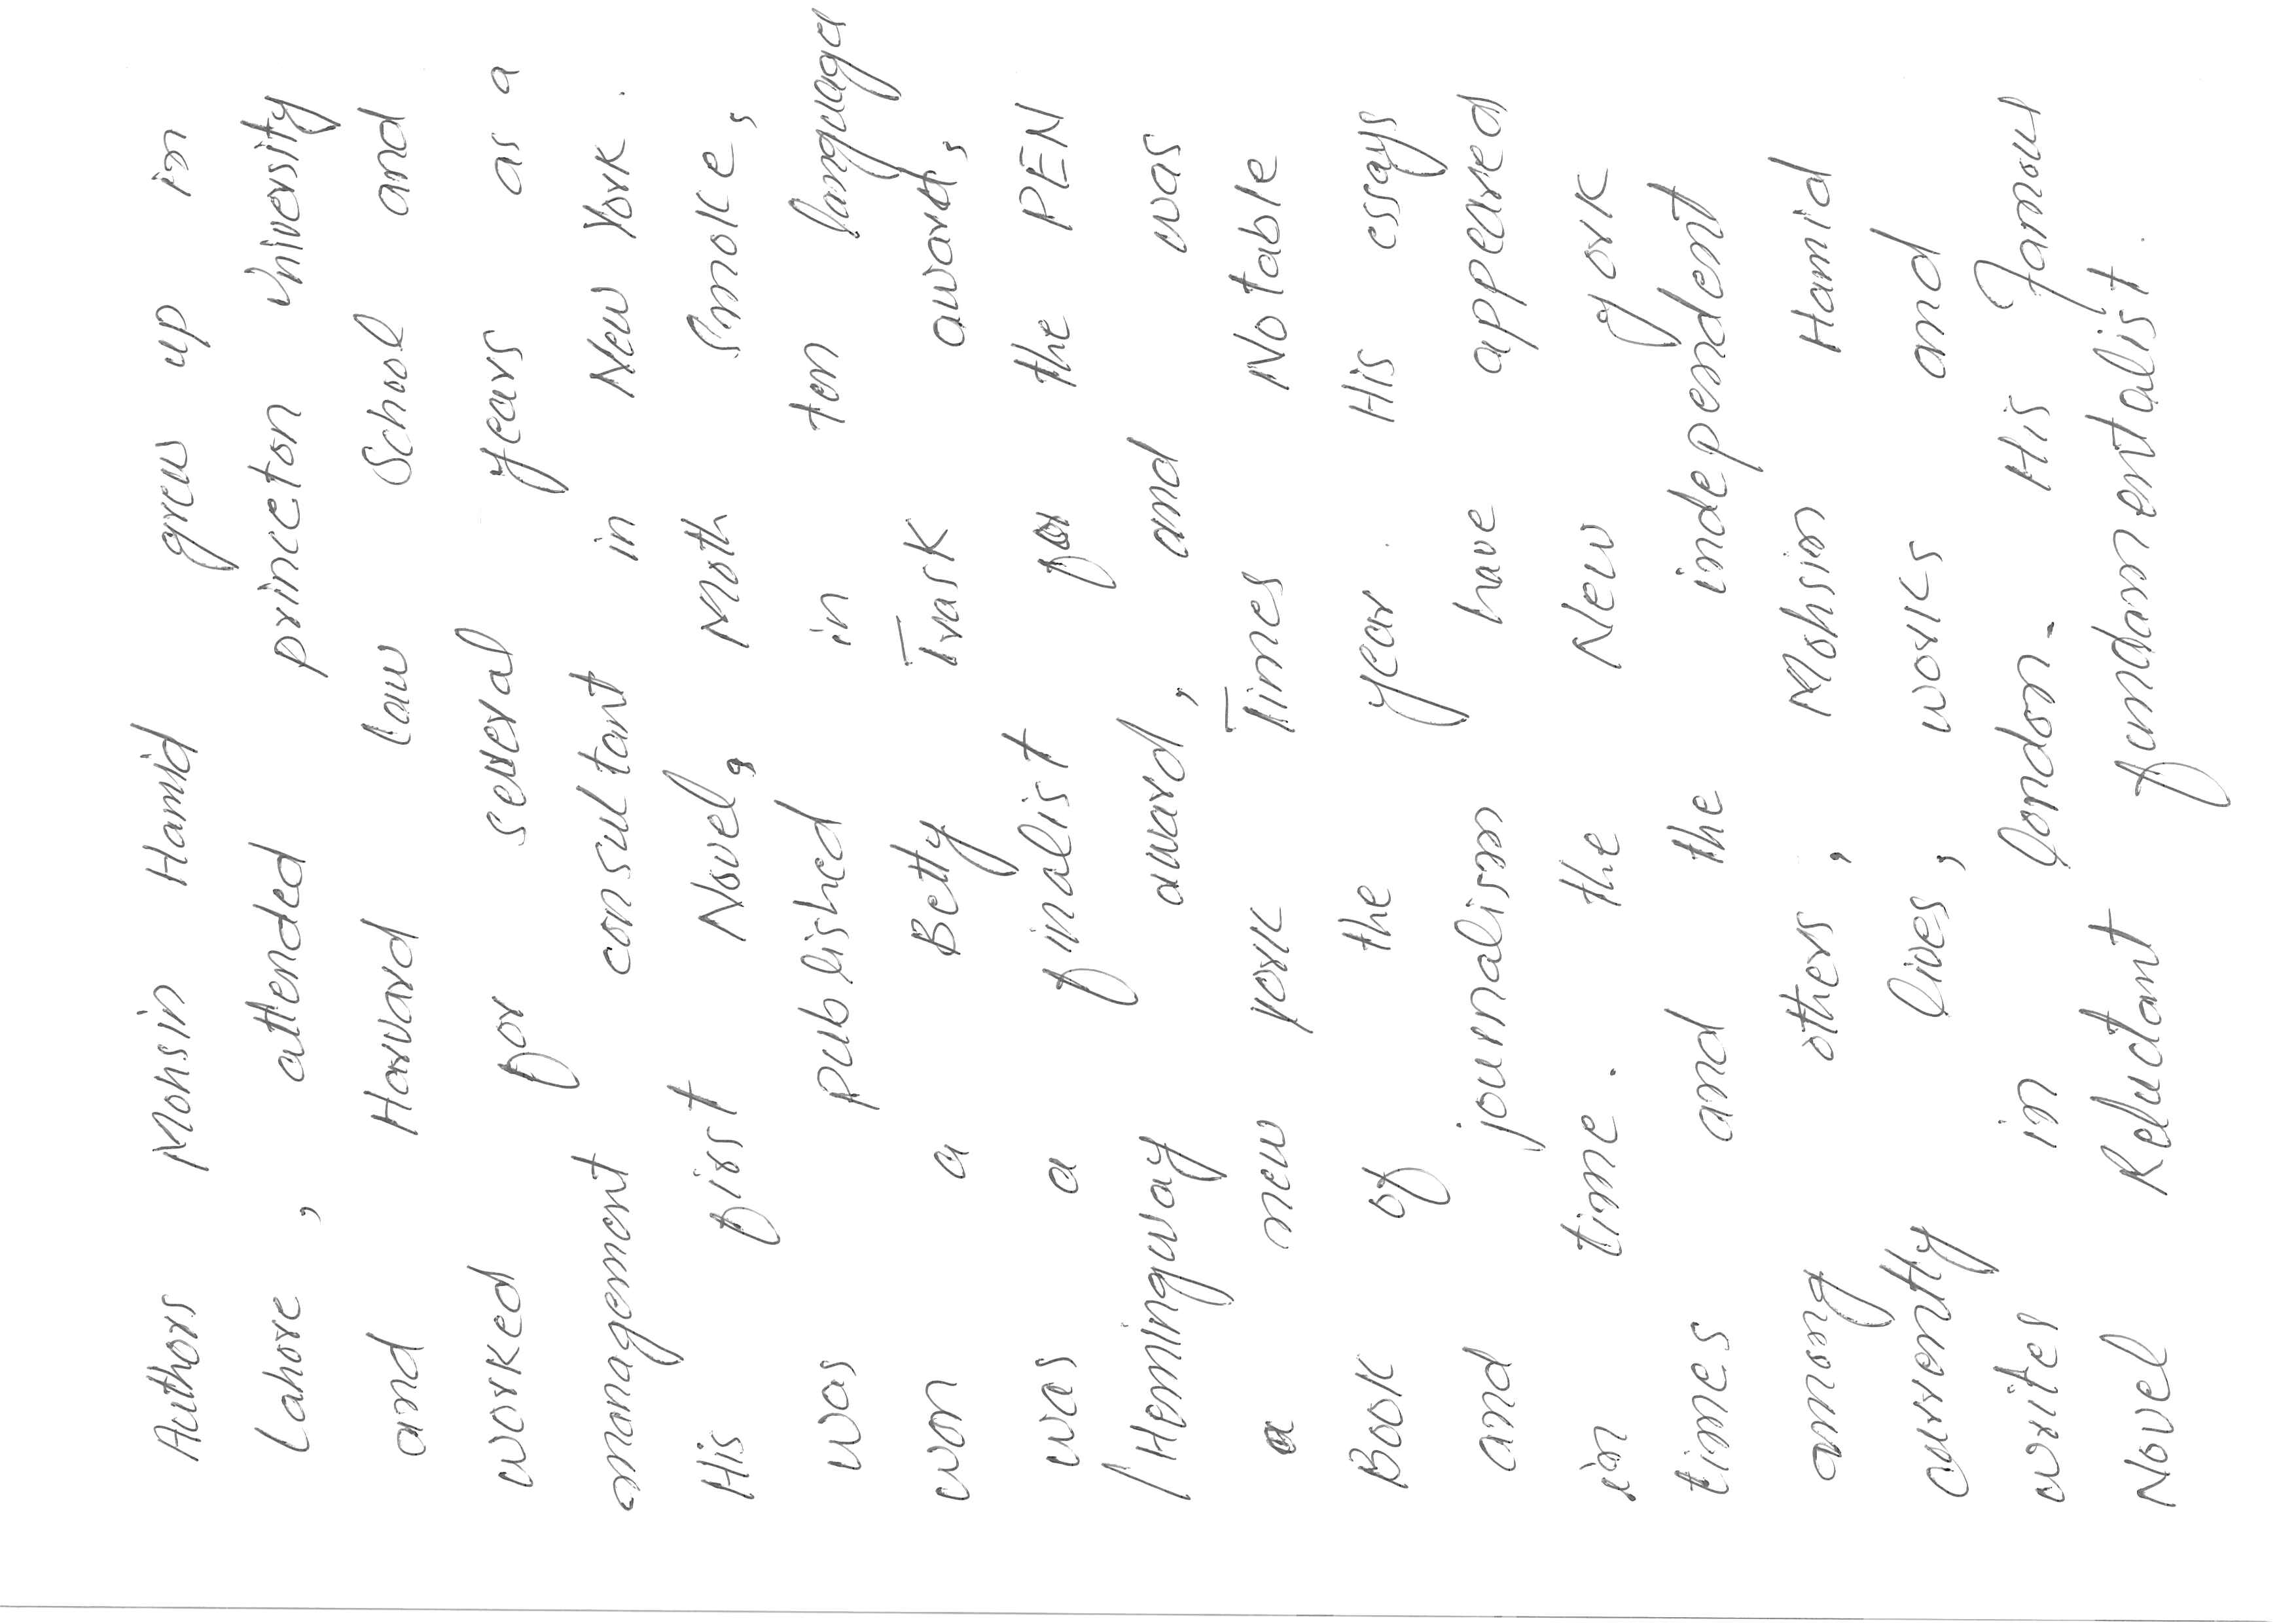 Authors Mohsin Hamid grew up in
Lahore , attended princeton University
and Harvard law School and
worked for several years as a
management consultant in New York .
His first Novel, Moth Smoke,
was published in ten languages
won a Betty Trask award,
was a finalist for the PEN
/Hemingway award, and was
a new york Times Notable
Book of the year . His essays
and journalism have appeared
in time . the New york
times and the independent
among others , Mohsin Hamid
currently lives, works and
writes in london. His Famous
Novel Reluctant fundamentalist .